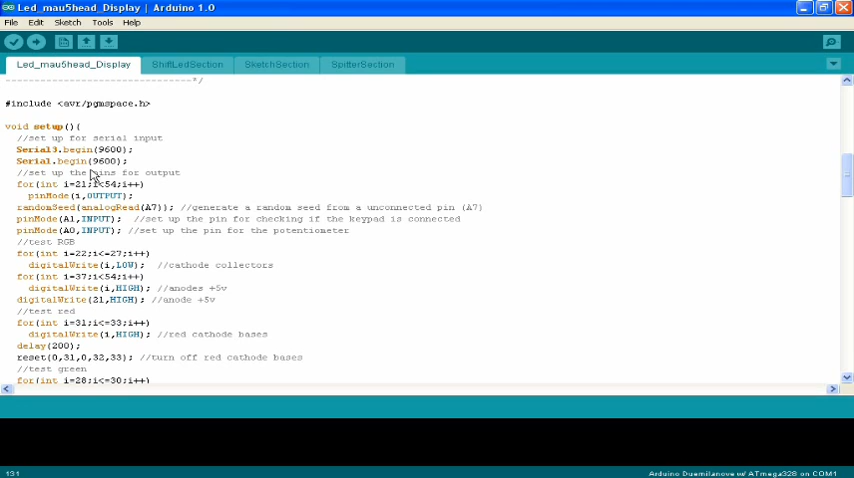 Led_mau5head_Display | Arduino 1.0
File Edit Sketch Tools Help
Led_mau5head_Display ShiftLedSection SketchSection SpitterSection
-------------------------------*/
#include <avr/pgmspace.h>
void setup(){
//set up for serial input
Serial3.begin(9600);
Serial.begin(9600);
//set up the pins for output
for(int i=21;i<54;i++)
pinMode(i,OUTPUT);
randomSeed(analogRead(A7)); //generate a random seed from a unconnected pin (A7)
pinMode(A1,INPUT); //set up the pin for checking if the keypad is connected
pinMode(A0,INPUT); //set up the pin for the potentiometer
//test RGB
for(int i=22;i<=27;i++)
digitalWrite(i,LOW); //cathode collectors
for(int i=37;i<54;i++)
digitalWrite(i,HIGH); //anodes +5v
digitalWrite(21,HIGH); //anode +5v
//test red
for(int i=31;i<=33;i++)
digitalWrite(i,HIGH); //red cathode bases
delay(200);
reset(0,31,0,32,33); //turn off red cathode bases
//test green
for(int i=28;i<=30;i++)
131 Arduino Duemilanove w/ ATmega328 on COM1